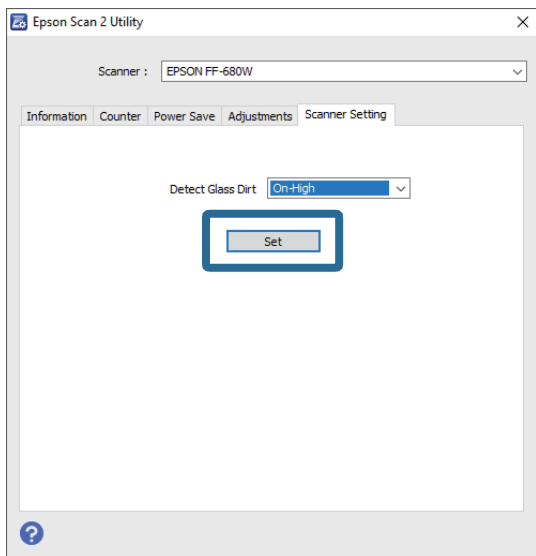 Epson Scan 2 Utility
Scanner : EPSON FF-680W
Information Counter Power Save Adjustments Scanner Setting
Detect Glass Dirt On-High
Set
?